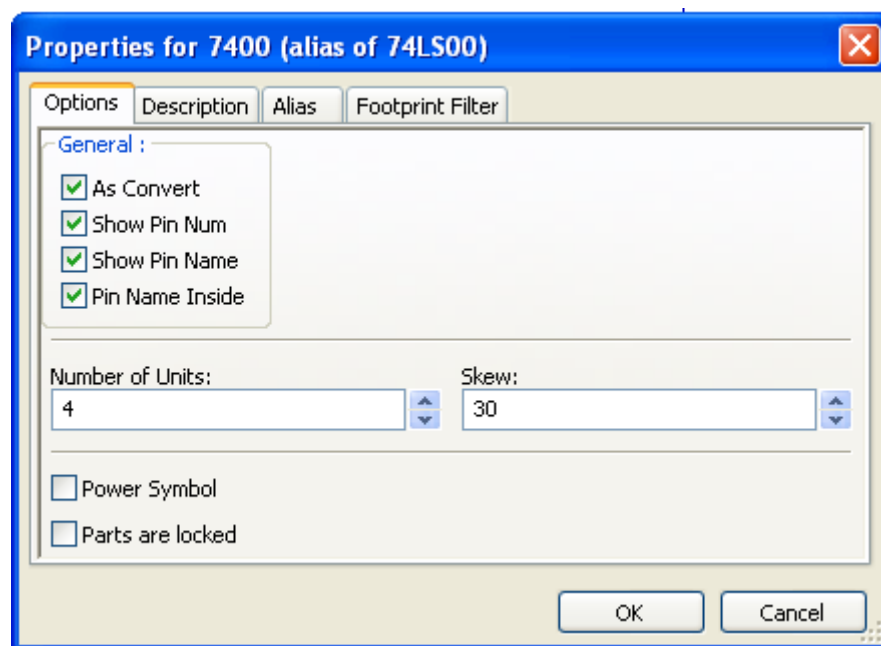 Properties for 7400 (alias of 74LS00)
Options Description Alias Footprint Filter
General :
As Convert
Show Pin Num
Show Pin Name
Pin Name Inside
Number of Units: Skew:
4 30
Power Symbol
Parts are locked
OK Cancel